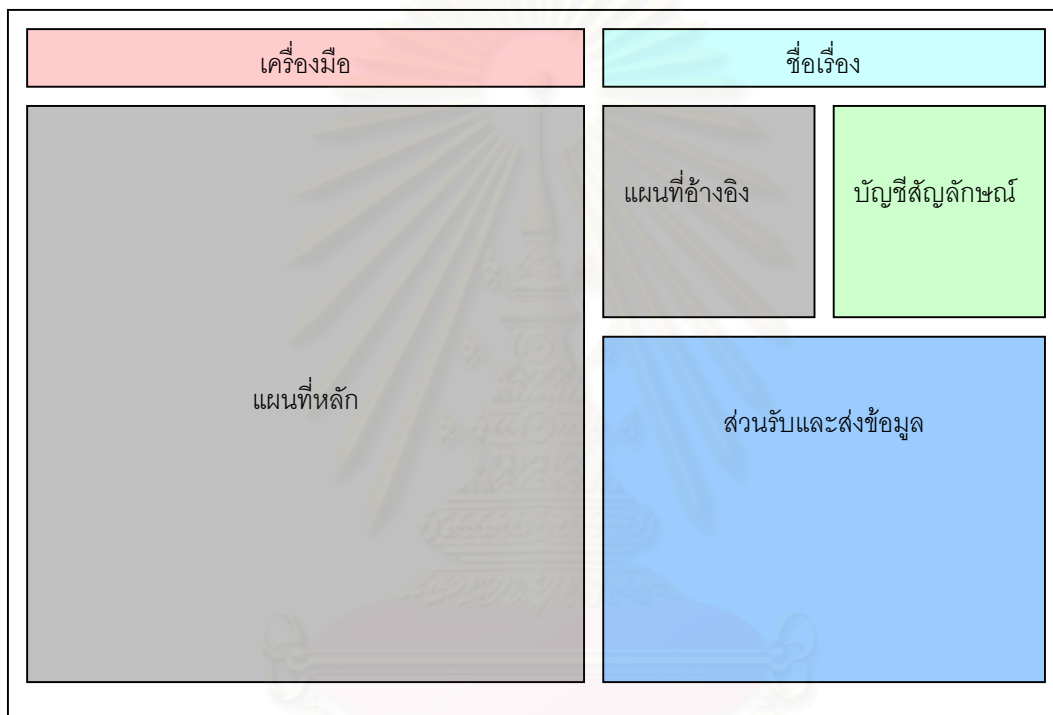 เครื่องมือ
ชื่อเรื่อง
แผนที่อ้างอิง
บัญชีสัญลักษณ์
แผนที่หลัก
ส่วนรับและส่งข้อมูล